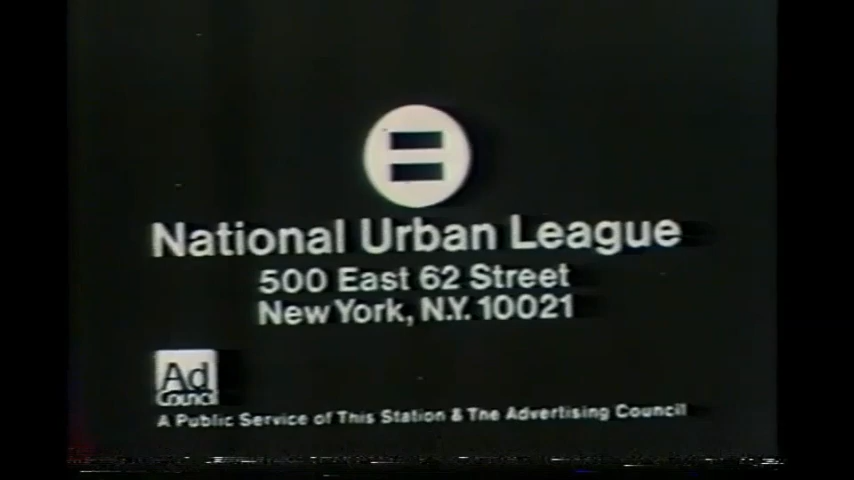 National Urban League
500 East 62 Street
New York, N.Y. 10021
Ad
Council
A Public Service of This Station & The Advertising Council